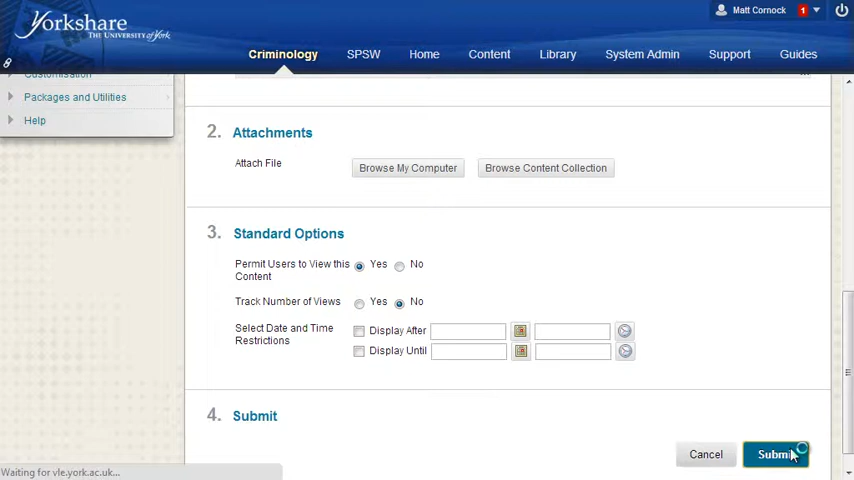 Yorkshare
THE UNIVERSITY of York
Matt Cornock 1
Criminology SPSW Home Content Library System Admin Support Guides
Customisation
Packages and Utilities
Help
2. Attachments
Attach File Browse My Computer Browse Content Collection
3. Standard Options
Permit Users to View this Content Yes No
Track Number of Views Yes No
Select Date and Time Restrictions
Display After
Display Until
4. Submit
Cancel Submit
Waiting for vle.york.ac.uk...